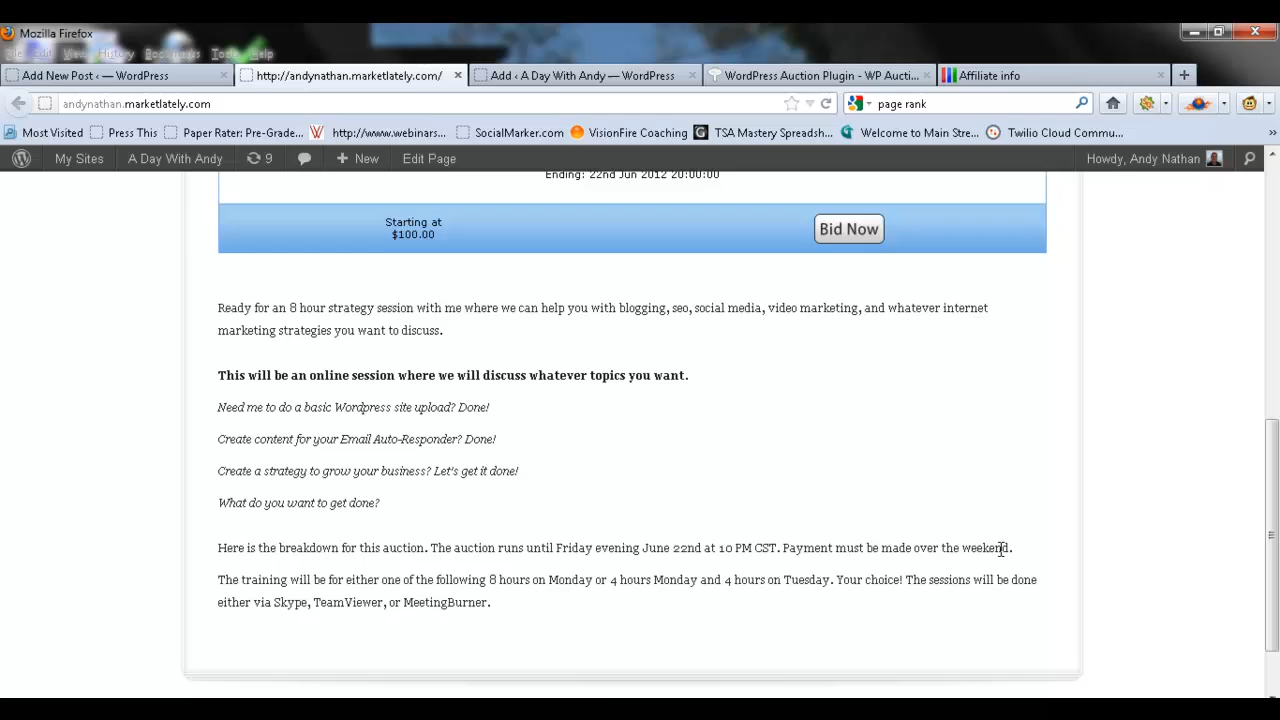 Mozilla Firefox
File Edit View History Bookmarks Tools Help
Add New Post ‹ — WordPress
http://andynathan.marketlately.com/
Add ‹ A Day With Andy — WordPress
WordPress Auction Plugin - WP Aucti...
Affiliate info
andynathan.marketlately.com
page rank
Most Visited
Press This
Paper Rater: Pre-Grade...
http://www.webinars...
SocialMarker.com
VisionFire Coaching
TSA Mastery Spreadsh...
Welcome to Main Stre...
Twilio Cloud Commu...
My Sites
A Day With Andy
9
New
Edit Page
Howdy, Andy Nathan
Ending: 22nd Jun 2012 20:00:00
Starting at
$100.00
Bid Now
Ready for an 8 hour strategy session with me where we can help you with blogging, seo, social media, video marketing, and whatever internet
marketing strategies you want to discuss.
This will be an online session where we will discuss whatever topics you want.
Need me to do a basic Wordpress site upload? Done!
Create content for your Email Auto-Responder? Done!
Create a strategy to grow your business? Let's get it done!
What do you want to get done?
Here is the breakdown for this auction. The auction runs until Friday evening June 22nd at 10 PM CST. Payment must be made over the weekend.
The training will be for either one of the following 8 hours on Monday or 4 hours Monday and 4 hours on Tuesday. Your choice! The sessions will be done
either via Skype, TeamViewer, or MeetingBurner.